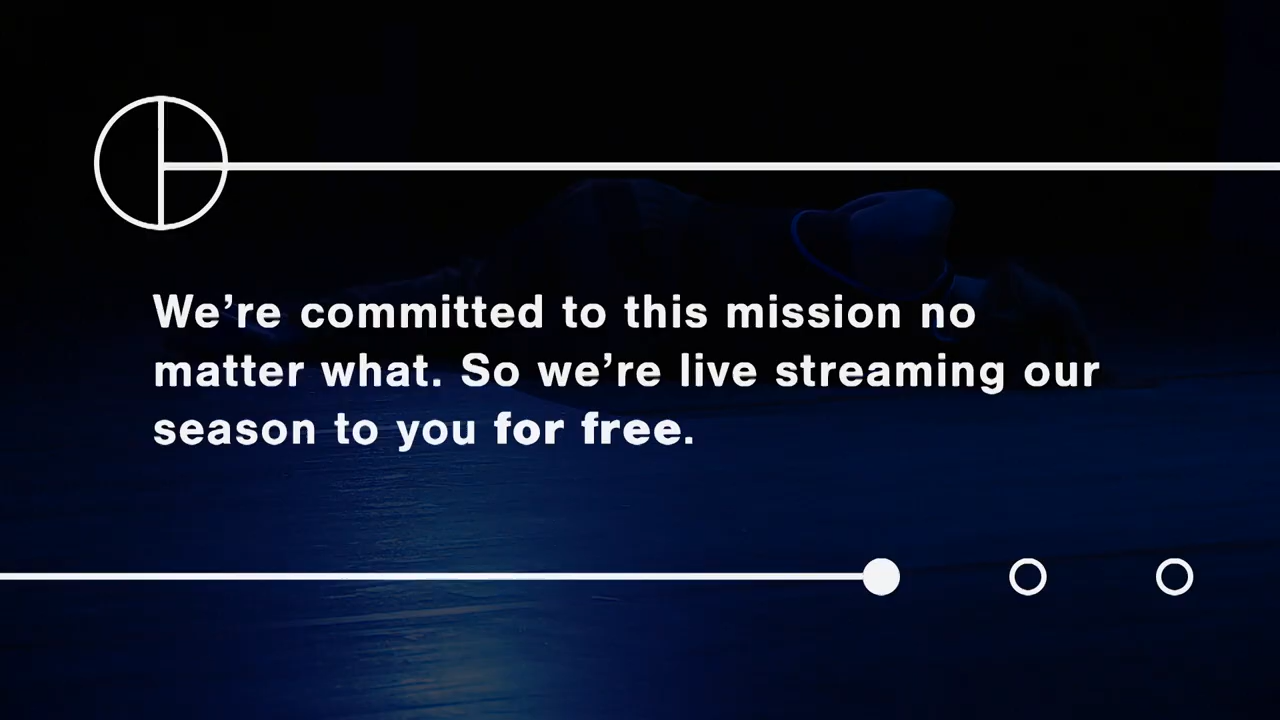 We’re committed to this mission no
matter what. So we’re live streaming our
season to you for free.